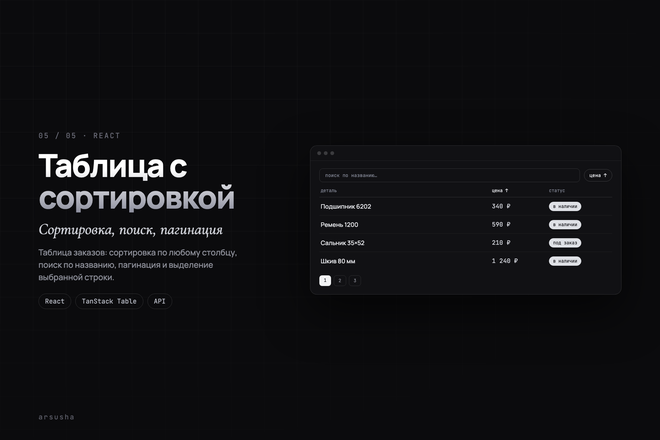 05 / 05 · REACT
Таблица с
сортировкой
Сортировка, поиск, пагинация
Таблица заказов: сортировка по любому столбцу,
поиск по названию, пагинация и выделение
выбранной строки.
React TanStack Table API
arsusha
поиск по названию… цена ↑
деталь цена ↑ статус
Подшипник 6202 340 ₽ в наличии
Ремень 1200 590 ₽ в наличии
Сальник 35×52 210 ₽ под заказ
Шкив 80 мм 1 240 ₽ в наличии
1 2 3